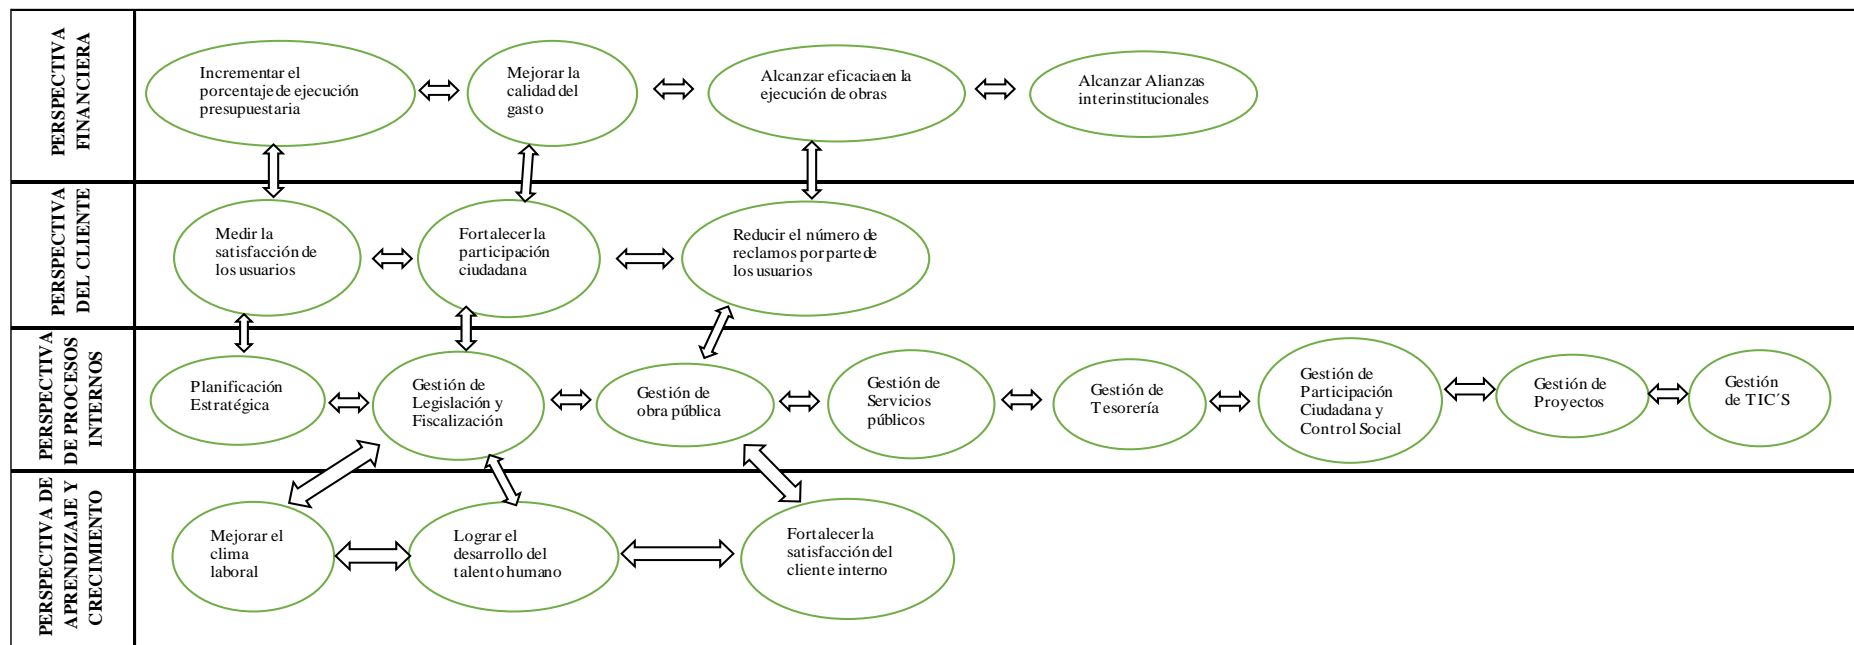 PERSPECTIVA
FINANCIERA
Incrementar el
porcentaje de ejecución
presupuestaria
Mejorar la
calidad del
gasto
Alcanzar eficacia en la
ejecución de obras
Alcanzar Alianzas
interinstitucionales
PERSPECTIVA
DEL CLIENTE
Medir la
satisfacción de
los usuarios
Fortalecer la
participación
ciudadana
Reducir el número de
reclamos por parte de
los usuarios
PERSPECTIVA
DE PROCESOS
INTERNOS
Planificación
Estratégica
Gestión de
Legislación y
Fiscalización
Gestión de
obra pública
Gestión de
Servicios
públicos
Gestión de
Tesorería
Gestión de
Participación
Ciudadana y
Control Social
Gestión de
Proyectos
Gestión
de TIC´S
PERSPECTIVA DE
APRENDIZAJE Y
CRECIMIENTO
Mejorar el
clima
laboral
Lograr el
desarrollo del
talento humano
Fortalecer la
satisfacción del
cliente interno